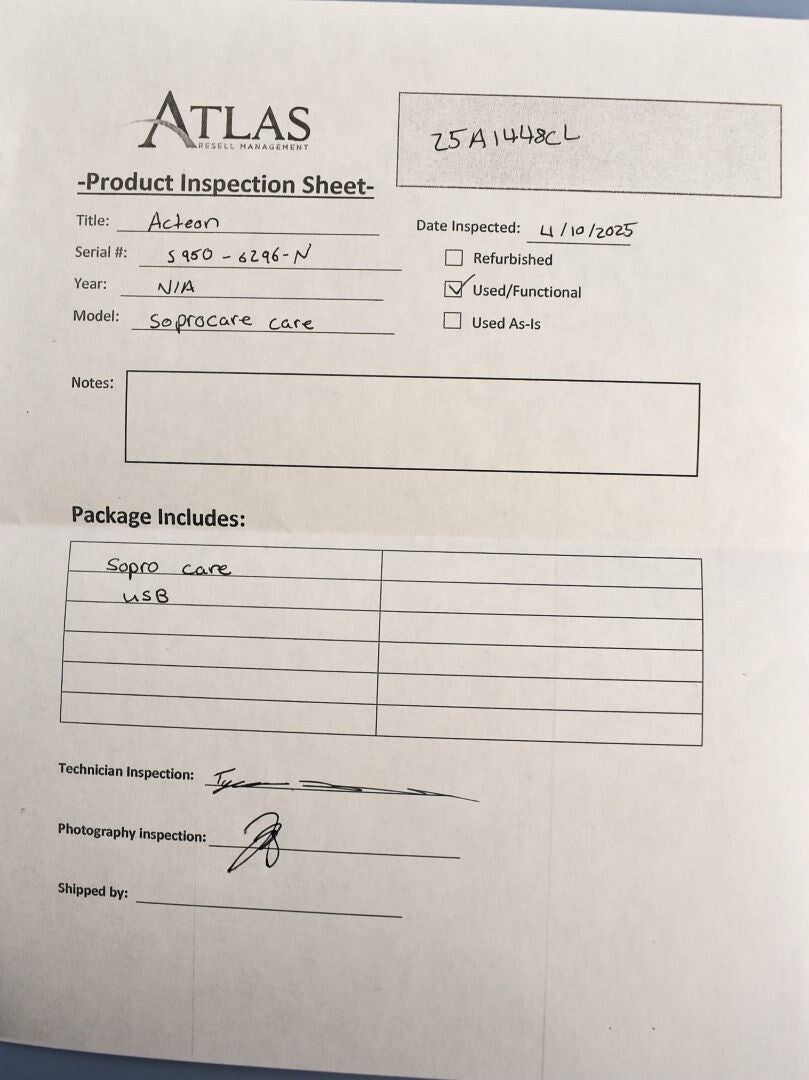 ATLAS
RESELL MANAGEMENT
25A1448CL
-Product Inspection Sheet-
Title: Acteon
Serial #: S950-6296-N
Year: N/A
Model: Soprocare care
Date Inspected: 4/10/2025
Refurbished
Used/Functional
Used As-Is
Notes:
Package Includes:
Sopro care
USB
Technician Inspection:
Photography inspection:
Shipped by: